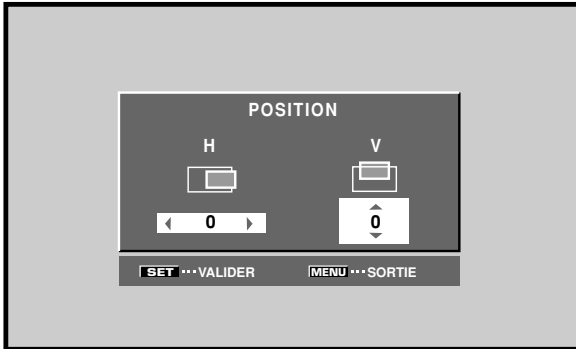 POSITION
H V
0 0
SET ··· VALIDER MENU ··· SORTIE